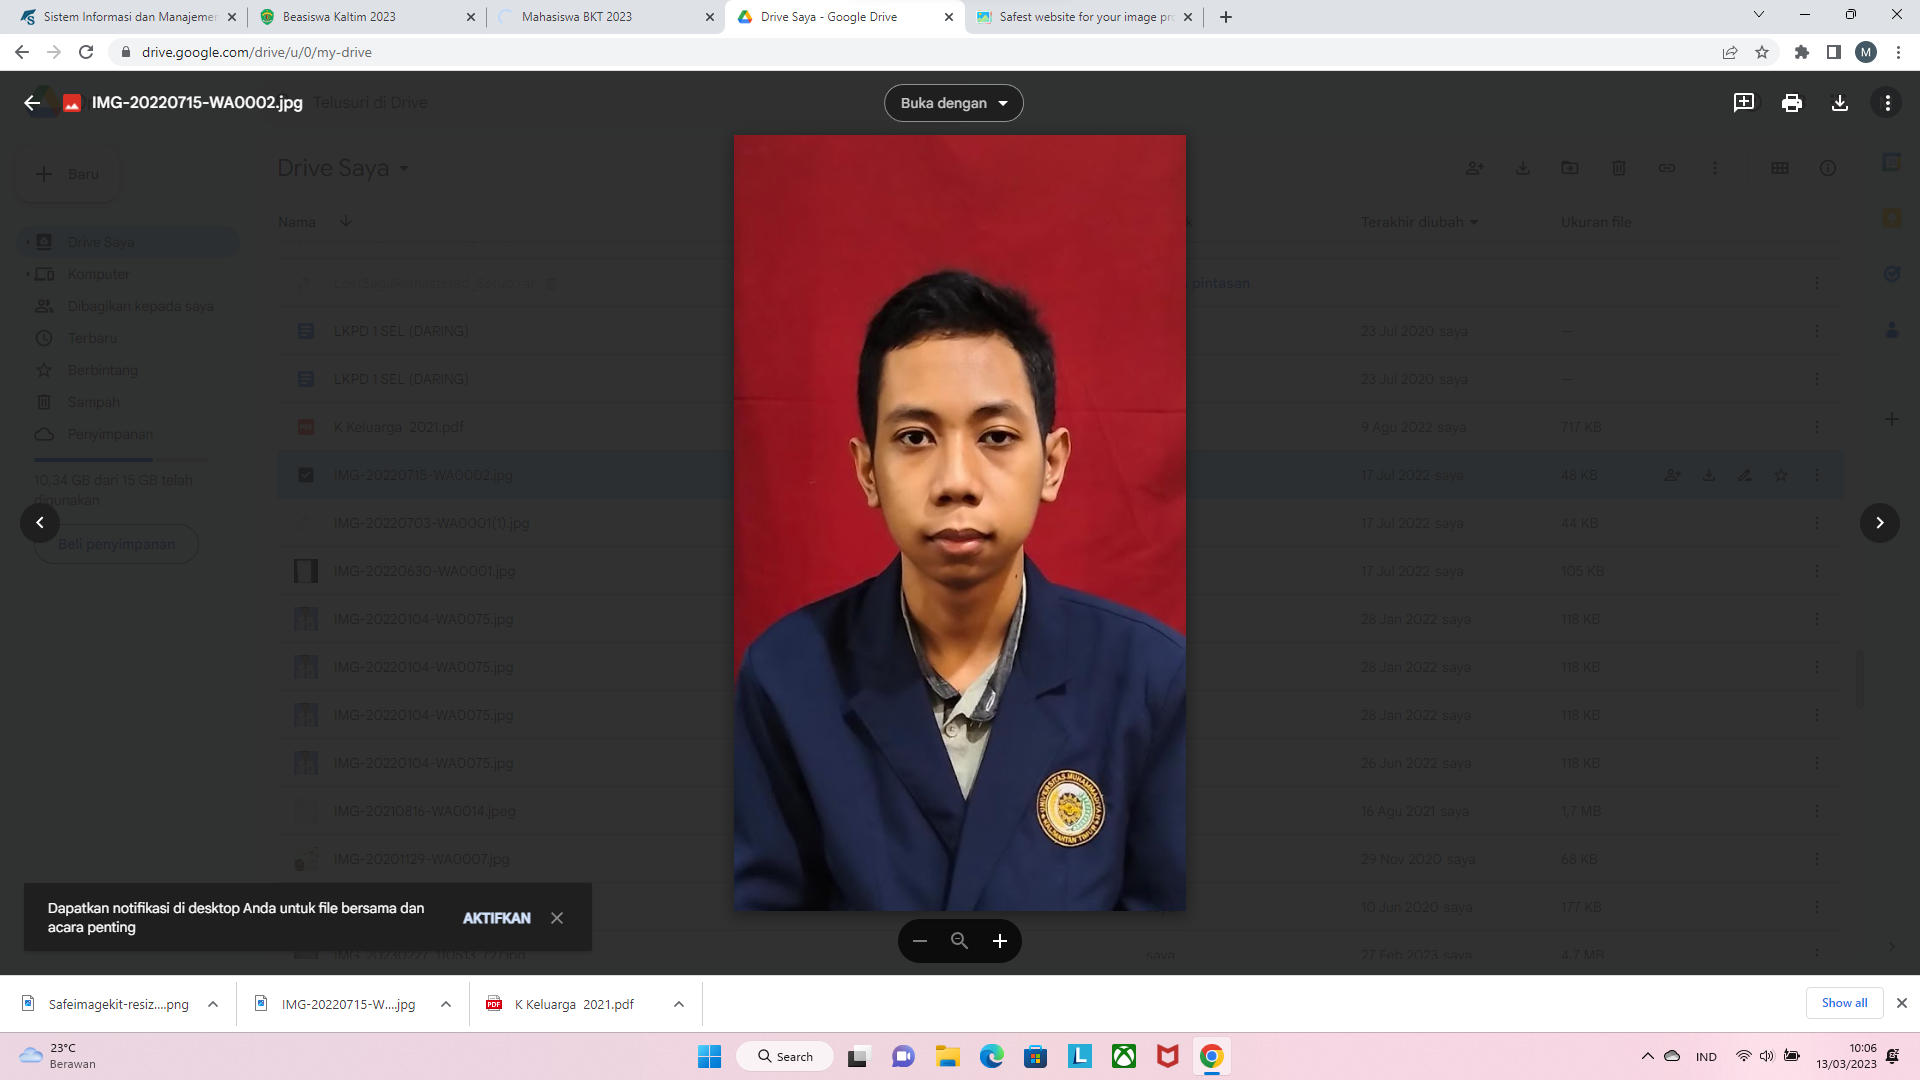 Sistem Informasi dan Manajemen
Beasiswa Kaltim 2023
Mahasiswa BKT 2023
Drive Saya - Google Drive
Safest website for your image pr
drive.google.com/drive/u/0/my-drive
M
IMG-20220715-WA0002.jpg
Telusuri di Drive
Buka dengan
Baru
Drive Saya
Nama
Terakhir diubah
Ukuran file
Drive Saya
Komputer
Dibagikan kepada saya
Terbaru
Berbintang
Sampah
Penyimpanan
10,34 GB dari 15 GB telah
digunakan
Beli penyimpanan
pintasan
LKPD 1 SEL (DARING)
23 Jul 2020 saya
—
LKPD 1 SEL (DARING)
23 Jul 2020 saya
—
K Keluarga 2021.pdf
9 Agu 2022 saya
717 KB
IMG-20220715-WA0002.jpg
17 Jul 2022 saya
48 KB
IMG-20220703-WA0001(1).jpg
17 Jul 2022 saya
44 KB
IMG-20220630-WA0001.jpg
17 Jul 2022 saya
105 KB
IMG-20220104-WA0075.jpg
28 Jan 2022 saya
118 KB
IMG-20220104-WA0075.jpg
28 Jan 2022 saya
118 KB
IMG-20220104-WA0075.jpg
28 Jan 2022 saya
118 KB
IMG-20220104-WA0075.jpg
26 Jun 2022 saya
118 KB
IMG-20210816-WA0014.jpeg
16 Agu 2021 saya
1,7 MB
IMG-20201129-WA0007.jpg
29 Nov 2020 saya
68 KB
10 Jun 2020 saya
177 KB
saya
27 Feb 2023 saya
4,7 MB
UNIVERSITAS MUHAMMADIYAH
KALIMANTAN TIMUR
Dapatkan notifikasi di desktop Anda untuk file bersama dan
acara penting
AKTIFKAN
Safeimagekit-resiz....png
IMG-20220715-W....jpg
K Keluarga 2021.pdf
Show all
23°C
Berawan
Search
IND
10:06
13/03/2023